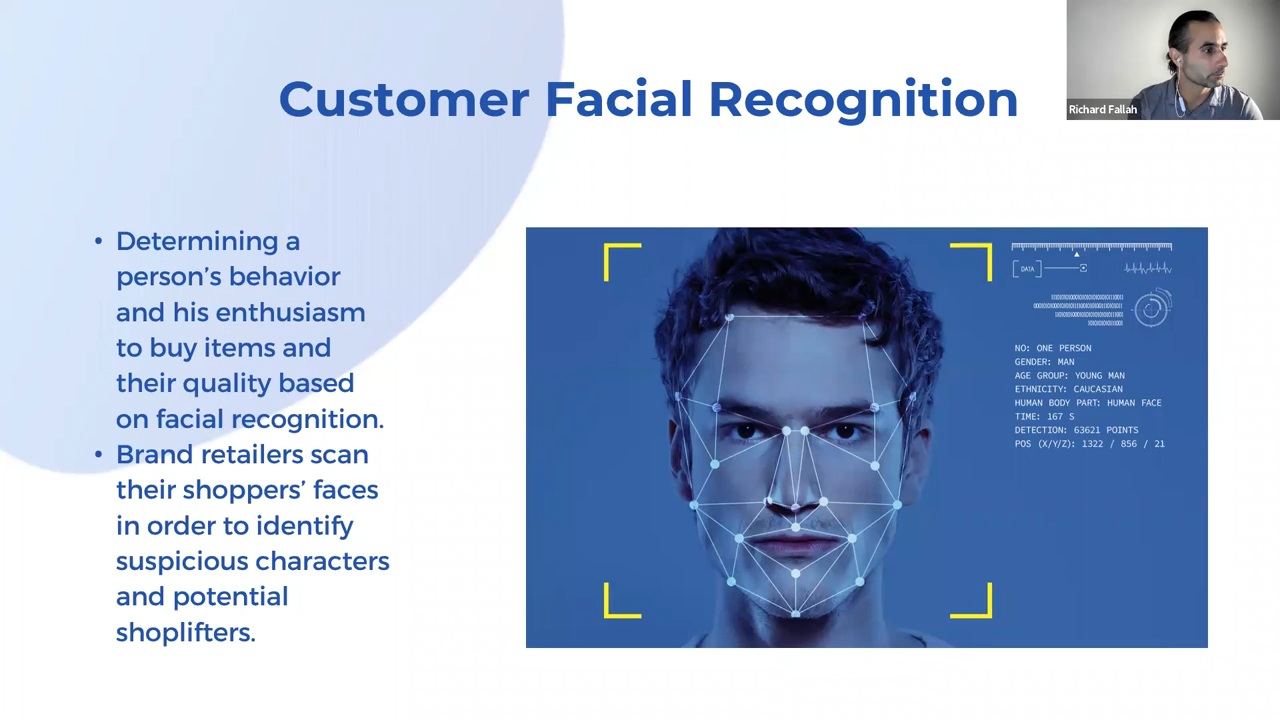 Customer Facial Recognition
Richard Fallah
• Determining a
person’s behavior
and his enthusiasm
to buy items and
their quality based
on facial recognition.
• Brand retailers scan
their shoppers’ faces
in order to identify
suspicious characters
and potential
shoplifters.
DATA
NO: ONE PERSON
GENDER: MAN
AGE GROUP: YOUNG MAN
ETHNICITY: CAUCASIAN
HUMAN BODY PART: HUMAN FACE
TIME: 167 S
DETECTION: 63621 POINTS
POS (X/Y/Z): 1322 / 856 / 21